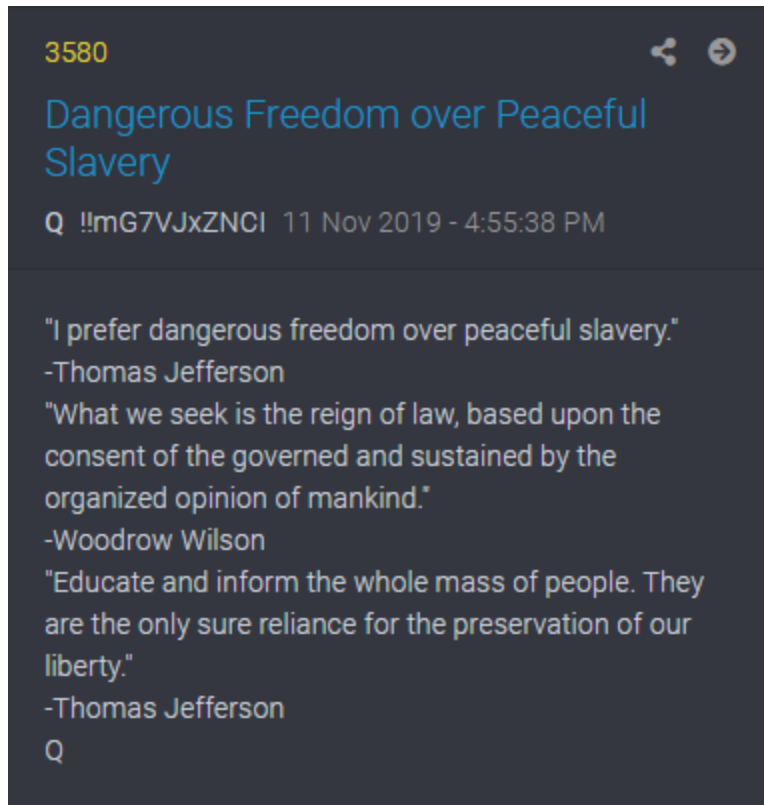 3580
Dangerous Freedom over Peaceful
Slavery
Q !!mG7VJxZNCI 11 Nov 2019 - 4:55:38 PM
"I prefer dangerous freedom over peaceful slavery."
-Thomas Jefferson
"What we seek is the reign of law, based upon the
consent of the governed and sustained by the
organized opinion of mankind."
-Woodrow Wilson
"Educate and inform the whole mass of people. They
are the only sure reliance for the preservation of our
liberty."
-Thomas Jefferson
Q